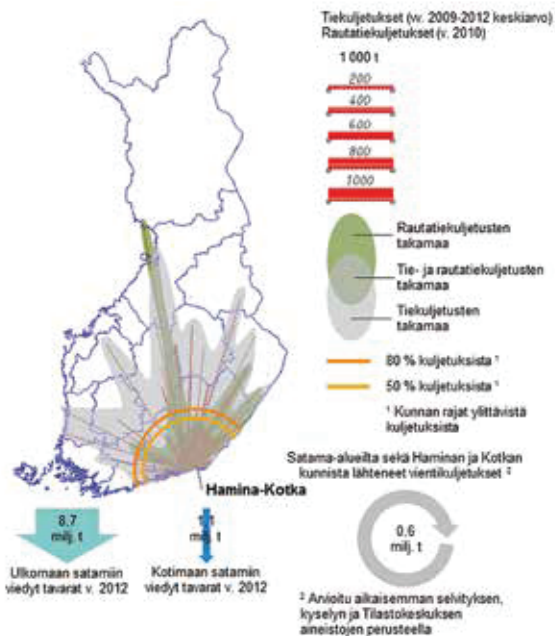 Tiekuljetukset (vv. 2009-2012 keskiarvo)
Rautatiekuljetukset (v. 2010)
1 000 t
200
400
600
800
1000
Rautatiekuljetusten
takamaa
Tie- ja rautatiekuljetusten
takamaa
Tiekuljetusten
takamaa
80 % kuljetuksista ¹
50 % kuljetuksista ¹
¹ Kunnan rajat ylittävistä
kuljetuksista
Satama-alueilta sekä Haminan ja Kotkan
kunnista lähteneet vientikuljetukset ²
Hamina-Kotka
8.7
milj. t
1.1
milj. t
0.6
milj. t
Ulkomaan satamiin
viedyt tavarat v. 2012
Kotimaan satamiin
viedyt tavarat v. 2012
² Arvioitu aikaisemman selvityksen,
kyselyn ja Tilastokeskuksen
aineistojen perusteella